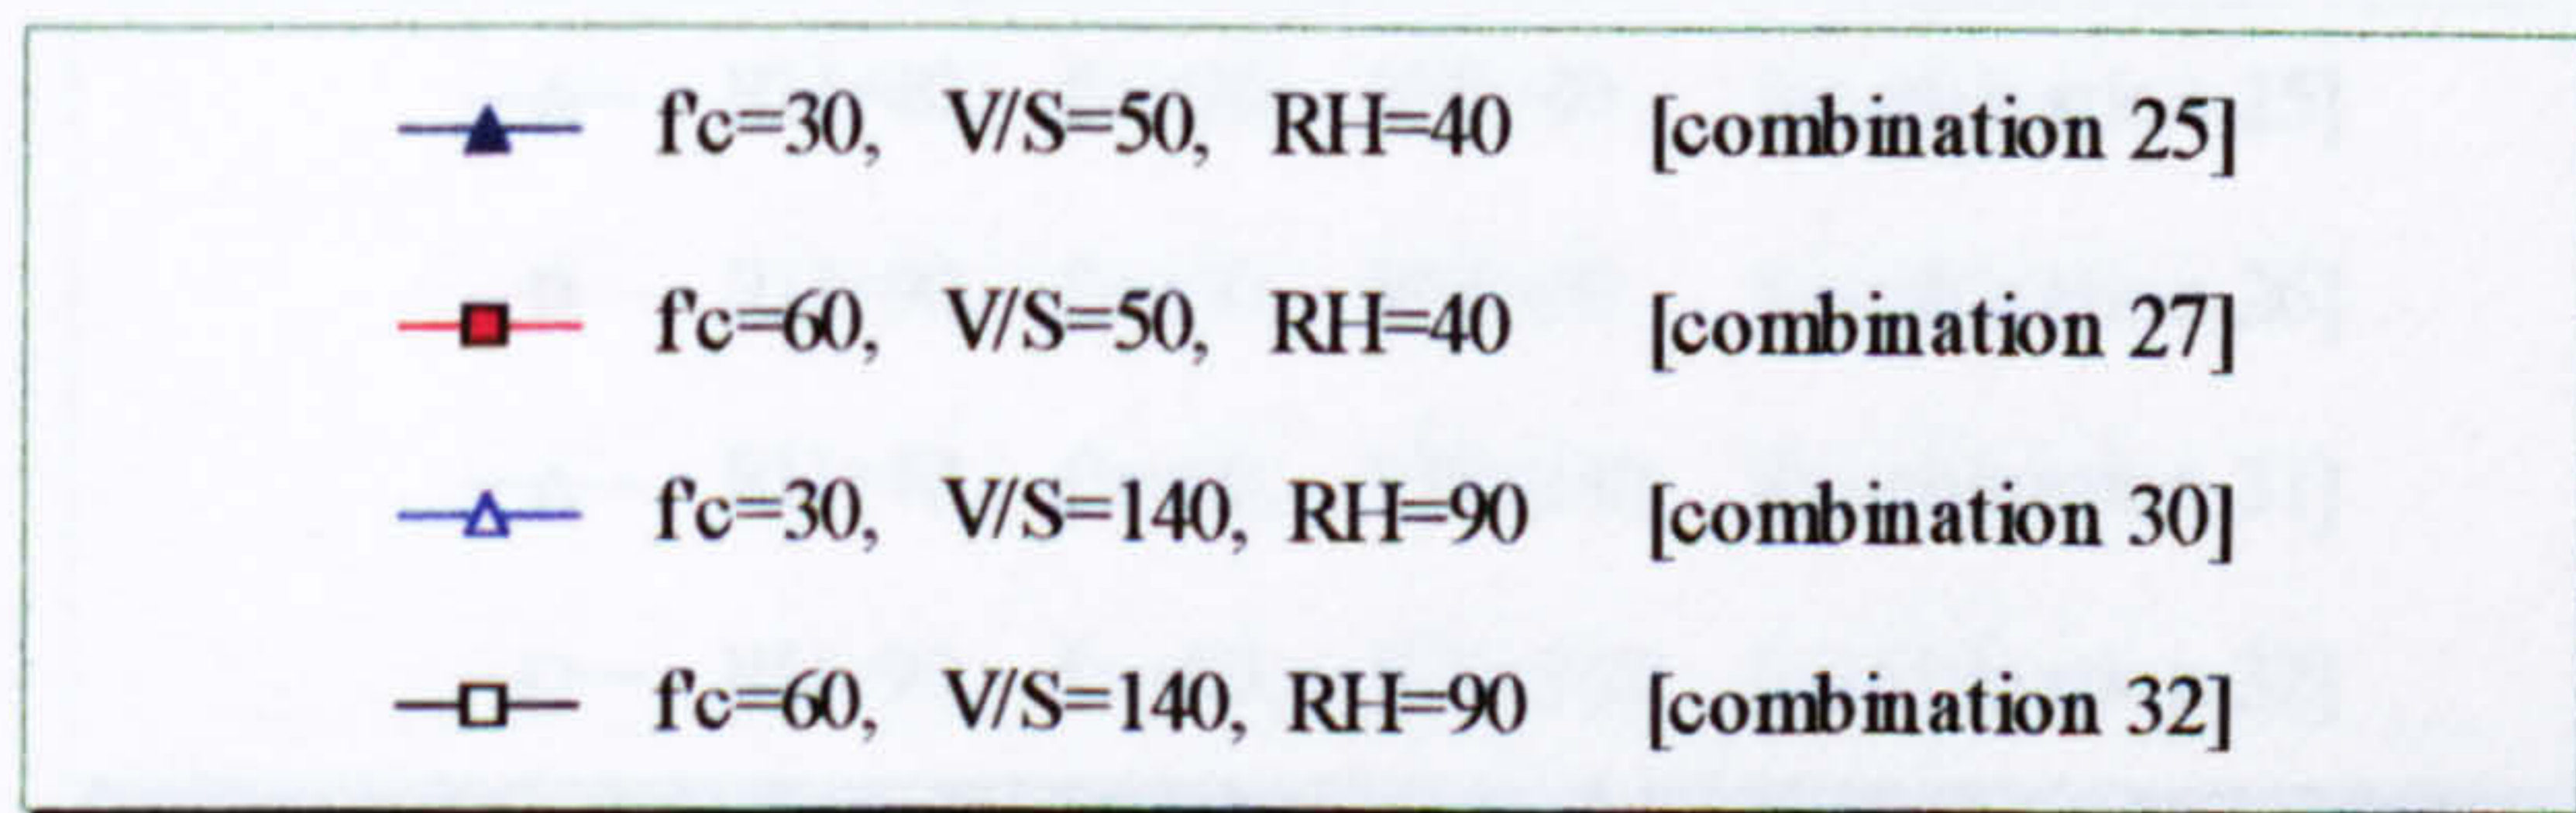 f'c=30, V/S=50, RH=40 [combination 25]
f'c=60, V/S=50, RH=40 [combination 27]
f'c=30, V/S=140, RH=90 [combination 30]
f'c=60, V/S=140, RH=90 [combination 32]